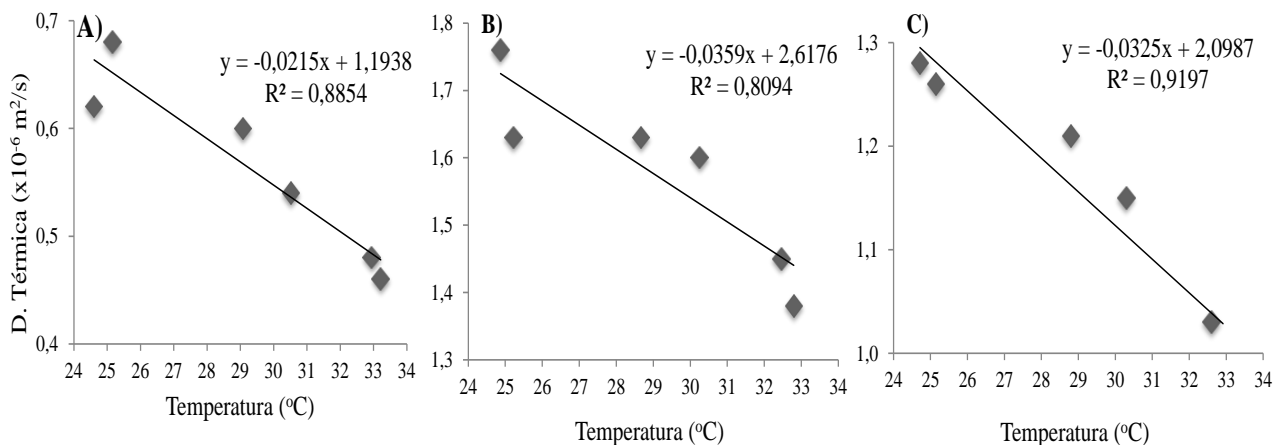 A)
y = -0,0215x + 1,1938
R² = 0,8854
D. Térmica (x10⁻⁶ m²/s)
0,7
0,6
0,5
0,4
24 25 26 27 28 29 30 31 32 33 34
Temperatura (ºC)
B)
y = -0,0359x + 2,6176
R² = 0,8094
1,8
1,7
1,6
1,5
1,4
1,3
24 25 26 27 28 29 30 31 32 33 34
Temperatura (ºC)
C)
y = -0,0325x + 2,0987
R² = 0,9197
1,3
1,2
1,1
1,0
24 25 26 27 28 29 30 31 32 33 34
Temperatura (ºC)